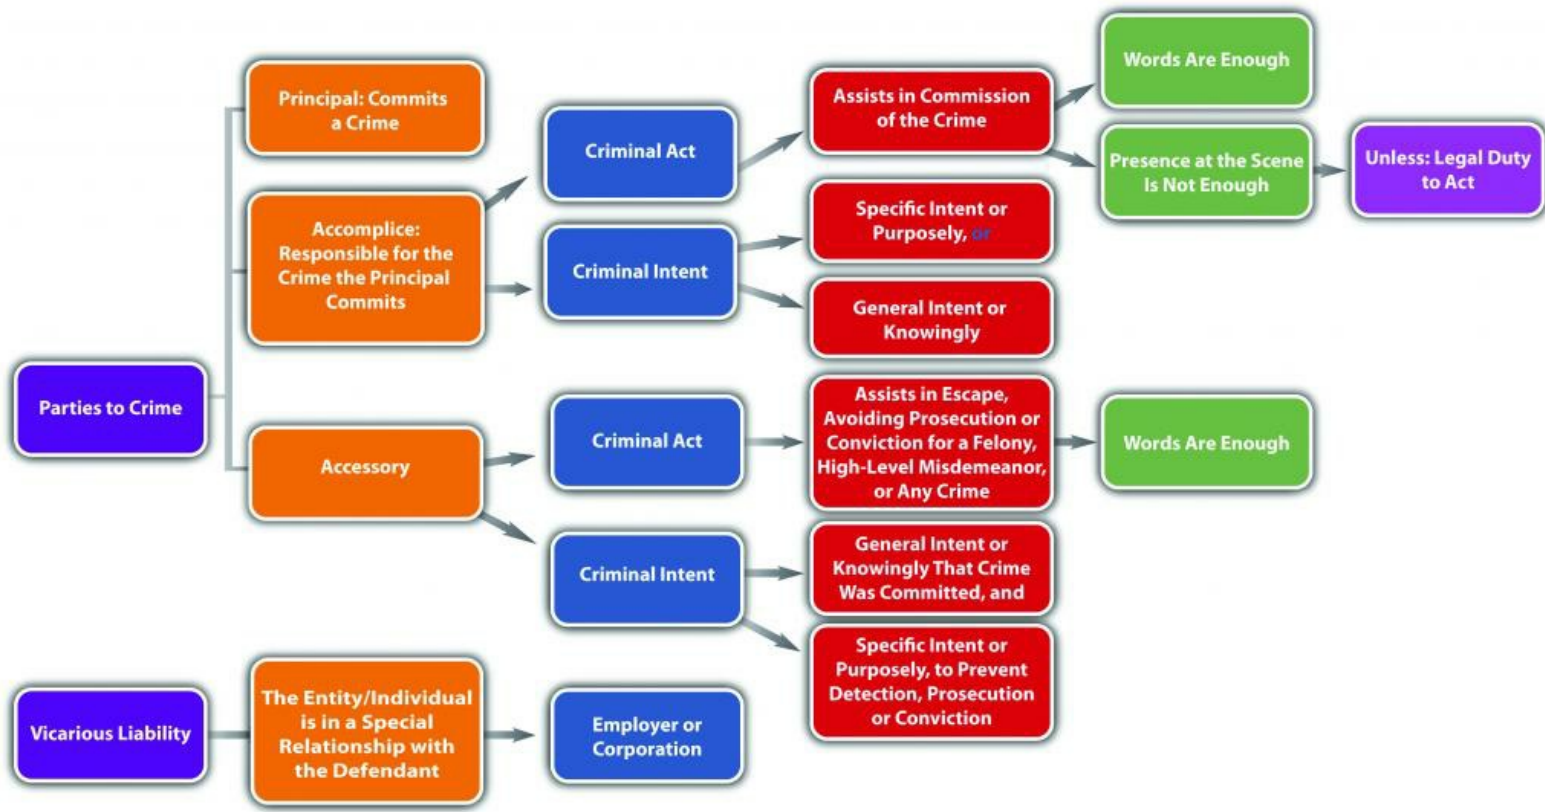 Parties to Crime
Principal: Commits
a Crime
Accomplice:
Responsible for the
Crime the Principal
Commits
Criminal Act
Assists in Commission
of the Crime
Words Are Enough
Presence at the Scene
Is Not Enough
Unless: Legal Duty
to Act
Criminal Intent
Specific Intent or
Purposely, or
General Intent or
Knowingly
Accessory
Criminal Act
Assists in Escape,
Avoiding Prosecution or
Conviction for a Felony,
High-Level Misdemeanor,
or Any Crime
Words Are Enough
Criminal Intent
General Intent or
Knowingly That Crime
Was Committed, and
Specific Intent or
Purposely, to Prevent
Detection, Prosecution
or Conviction
Vicarious Liability
The Entity/Individual
is in a Special
Relationship with
the Defendant
Employer or
Corporation